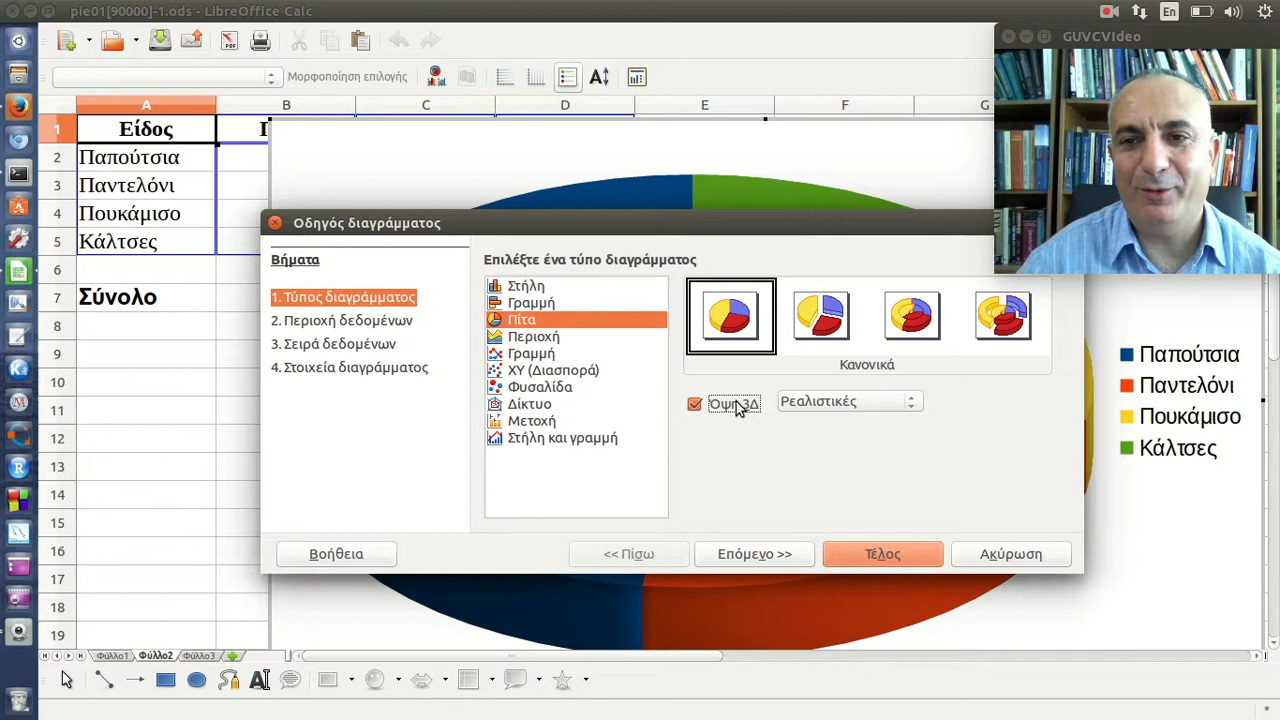 pie01[90000]-1.ods - LibreOffice Calc
En
GUVCVIdeo
Μορφοποίηση επιλογής
A B C D E F G
1 Είδος
2 Παπούτσια
3 Παντελόνι
4 Πουκάμισο
5 Κάλτσες
6
7 Σύνολο
8
9
10
11
12
13
14
15
16
17
18
19
Οδηγός διαγράμματος
Βήματα
1. Τύπος διαγράμματος
2. Περιοχή δεδομένων
3. Σειρά δεδομένων
4. Στοιχεία διαγράμματος
Επιλέξτε ένα τύπο διαγράμματος
Στήλη
Γραμμή
Πίτα
Περιοχή
Γραμμή
XY (Διασπορά)
Φυσαλίδα
Δίκτυο
Μετοχή
Στήλη και γραμμή
Κανονικά
Όψη 3Δ Ρεαλιστικές
Βοήθεια << Πίσω Επόμενο >> Τέλος Ακύρωση
Παπούτσια
Παντελόνι
Πουκάμισο
Κάλτσες
Φύλλο1 Φύλλο2 Φύλλο3